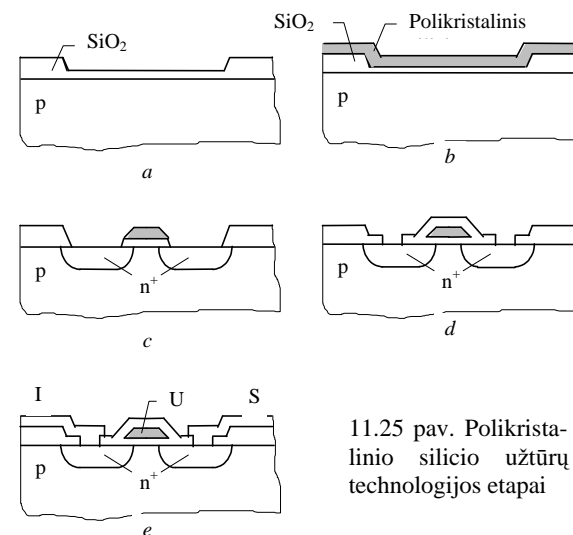 SiO2
p
a
SiO2
Polikristalinis
p
b
p
n+
c
p
n+
d
I
U
S
p
n+
e
11.25 pav. Polikrista-
linio silicio užtūrų
technologijos etapai